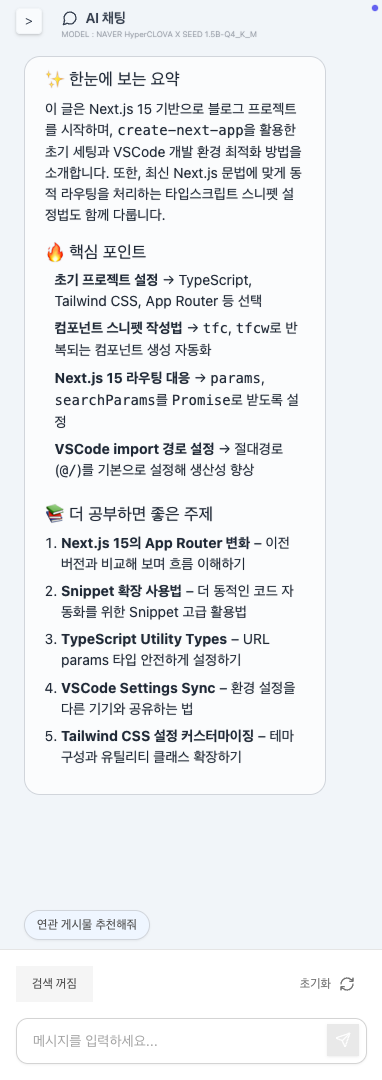 >
AI 채팅
MODEL : NAVER HyperCLOVA X SEED 1.5B-Q4_K_M
✨ 한눈에 보는 요약
이 글은 Next.js 15 기반으로 블로그 프로젝트
를 시작하며, create-next-app을 활용한
초기 세팅과 VSCode 개발 환경 최적화 방법을
소개합니다. 또한, 최신 Next.js 문법에 맞게 동
적 라우팅을 처리하는 타입스크립트 스니펫 설
정법도 함께 다룹니다.
🔥 핵심 포인트
초기 프로젝트 설정 → TypeScript,
Tailwind CSS, App Router 등 선택
컴포넌트 스니펫 작성법 → tfc, tfcw로 반
복되는 컴포넌트 생성 자동화
Next.js 15 라우팅 대응 → params,
searchParams를 Promise로 받도록 설
정
VSCode import 경로 설정 → 절대경로
(@/)를 기본으로 설정해 생산성 향상
📚 더 공부하면 좋은 주제
1. Next.js 15의 App Router 변화 – 이전
버전과 비교해 보며 흐름 이해하기
2. Snippet 확장 사용법 – 더 동적인 코드 자
동화를 위한 Snippet 고급 활용법
3. TypeScript Utility Types – URL
params 타입 안전하게 설정하기
4. VSCode Settings Sync – 환경 설정을
다른 기기와 공유하는 법
5. Tailwind CSS 설정 커스터마이징 – 테마
구성과 유틸리티 클래스 확장하기
연관 게시물 추천해줘
검색 꺼짐
초기화
메시지를 입력하세요...